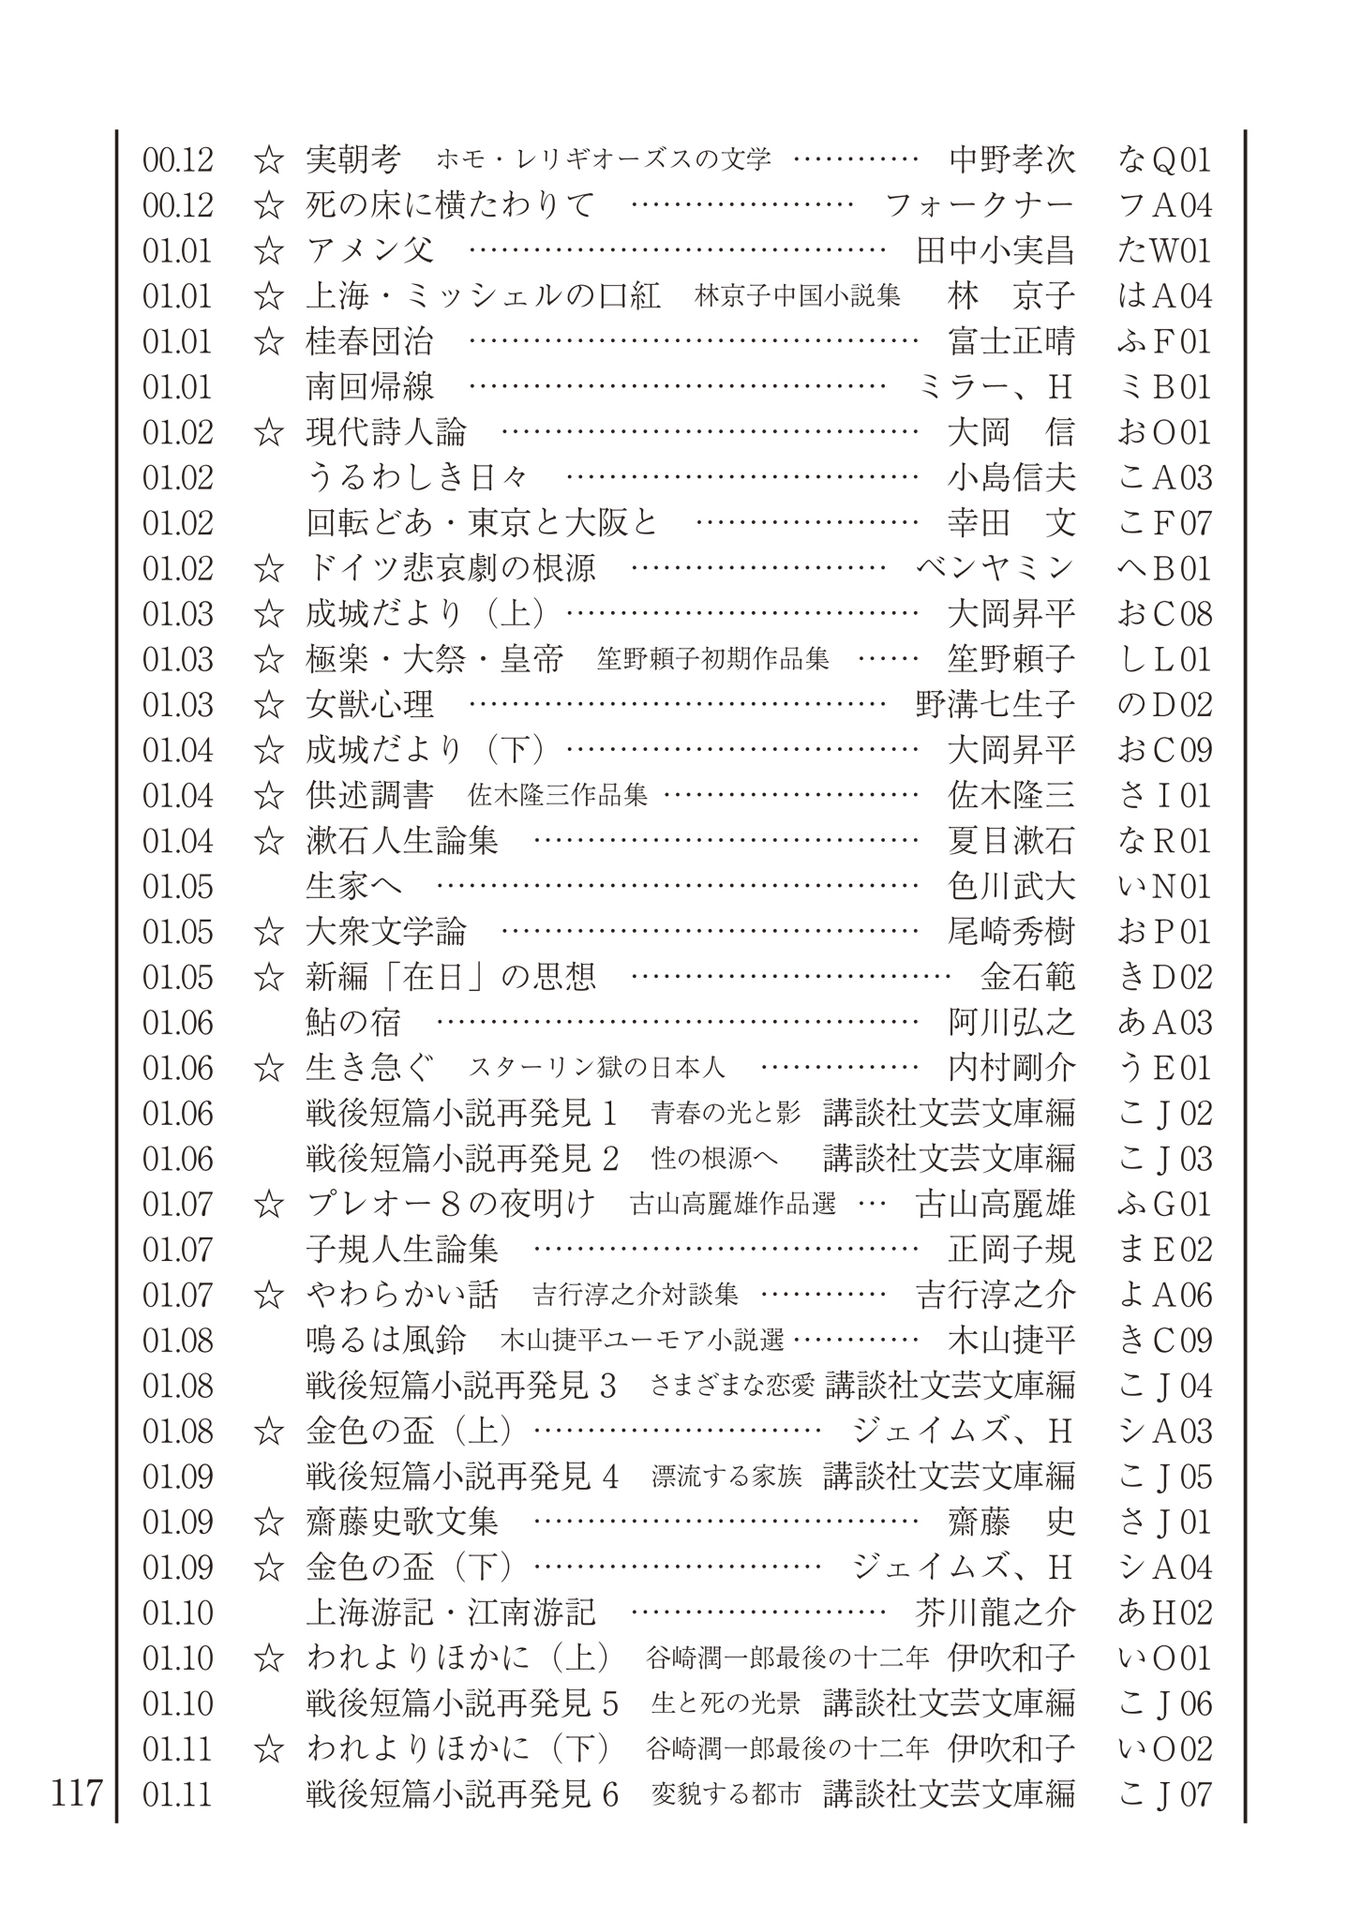 00.12 ☆ 実朝考 ホモ・レリギオーズスの文学 ………… 中野孝次 なQ01
00.12 ☆ 死の床に横たわりて ………………… フォークナー フA04
01.01 ☆ アメン父 ………………………………… 田中小実昌 たW01
01.01 ☆ 上海・ミッシェルの口紅 林京子中国小説集 林 京子 はA04
01.01 ☆ 桂春団治 …………………………………… 富士正晴 ふF01
01.01 南回帰線 ………………………………… ミラー、H ミB01
01.02 ☆ 現代詩人論 ………………………………… 大岡 信 おO01
01.02 うるわしき日々 …………………………… 小島信夫 こA03
01.02 回転どあ・東京と大阪と ………………… 幸田 文 こF07
01.02 ☆ ドイツ悲哀劇の根源 …………………… ベンヤミン へB01
01.03 ☆ 成城だより（上） …………………………… 大岡昇平 おC08
01.03 ☆ 極楽・大祭・皇帝 笙野頼子初期作品集 …… 笙野頼子 しL01
01.03 ☆ 女獣心理 ………………………………… 野溝七生子 のD02
01.04 ☆ 成城だより（下） …………………………… 大岡昇平 おC09
01.04 ☆ 供述調書 佐木隆三作品集 …………………… 佐木隆三 さI01
01.04 ☆ 漱石人生論集 ……………………………… 夏目漱石 なR01
01.05 生家へ ……………………………………… 色川武大 いN01
01.05 ☆ 大衆文学論 ………………………………… 尾崎秀樹 おP01
01.05 ☆ 新編「在日」の思想 ………………………… 金石範 きD02
01.06 鮎の宿 ……………………………………… 阿川弘之 あA03
01.06 ☆ 生き急ぐ スターリン獄の日本人 …………… 内村剛介 うE01
01.06 戦後短篇小説再発見1 青春の光と影 講談社文芸文庫編 こJ02
01.06 戦後短篇小説再発見2 性の根源へ 講談社文芸文庫編 こJ03
01.07 ☆ プレオー8の夜明け 古山高麗雄作品選 … 古山高麗雄 ふG01
01.07 子規人生論集 ……………………………… 正岡子規 まE02
01.07 ☆ やわらかい話 吉行淳之介対談集 ………… 吉行淳之介 よA06
01.08 鳴るは風鈴 木山捷平ユーモア小説選 ………… 木山捷平 きC09
01.08 戦後短篇小説再発見3 さまざまな恋愛 講談社文芸文庫編 こJ04
01.08 ☆ 金色の盃（上） ……………………… ジェイムズ、H シA03
01.09 戦後短篇小説再発見4 漂流する家族 講談社文芸文庫編 こJ05
01.09 ☆ 齋藤史歌文集 ……………………………… 齋藤 史 さJ01
01.09 ☆ 金色の盃（下） ……………………… ジェイムズ、H シA04
01.10 上海游記・江南游記 …………………… 芥川龍之介 あH02
01.10 ☆ われよりほかに（上） 谷崎潤一郎最後の十二年 伊吹和子 いO01
01.10 戦後短篇小説再発見5 生と死の光景 講談社文芸文庫編 こJ06
01.11 ☆ われよりほかに（下） 谷崎潤一郎最後の十二年 伊吹和子 いO02
01.11 戦後短篇小説再発見6 変貌する都市 講談社文芸文庫編 こJ07
117